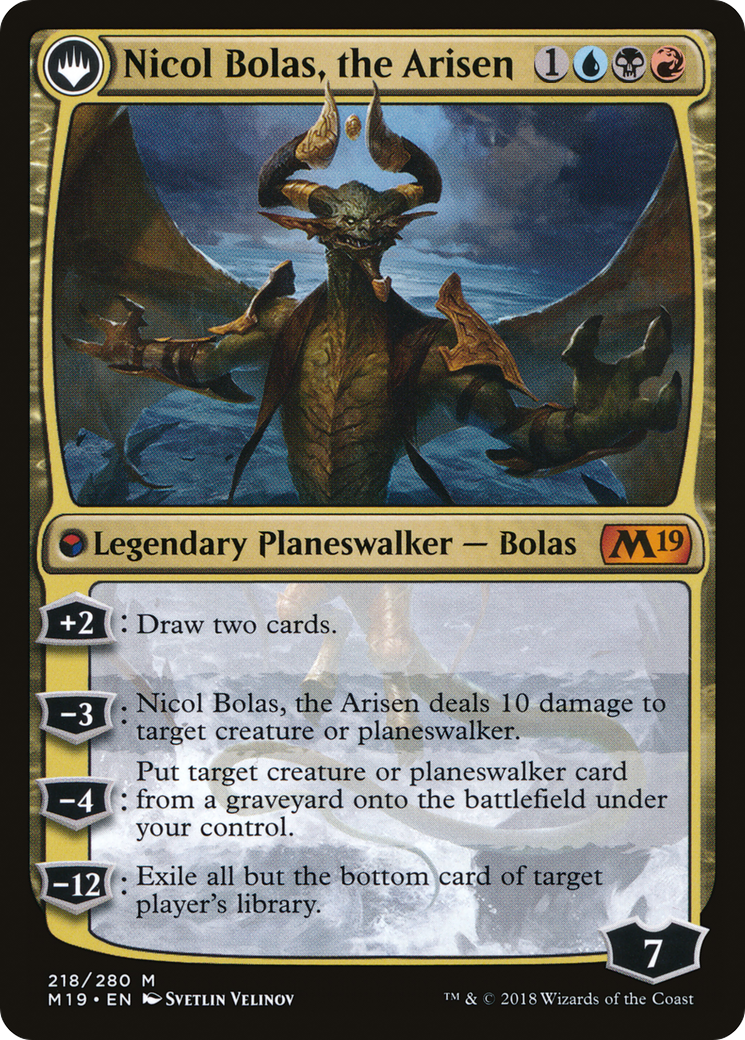 Nicol Bolas, the Arisen 1
Legendary Planeswalker — Bolas M19
+2 : Draw two cards.
−3 : Nicol Bolas, the Arisen deals 10 damage to
target creature or planeswalker.
Put target creature or planeswalker card
−4 : from a graveyard onto the battlefield under
your control.
−12 : Exile all but the bottom card of target
player's library.
7
218/280 M
M19 • EN Svetlin Velinov ™ & © 2018 Wizards of the Coast